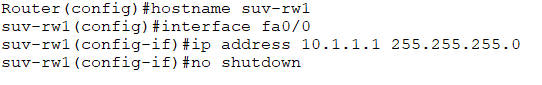 Router(config)#hostname suv-rw1
suv-rw1(config)#interface fa0/0
suv-rw1(config-if)#ip address 10.1.1.1 255.255.255.0
suv-rw1(config-if)#no shutdown